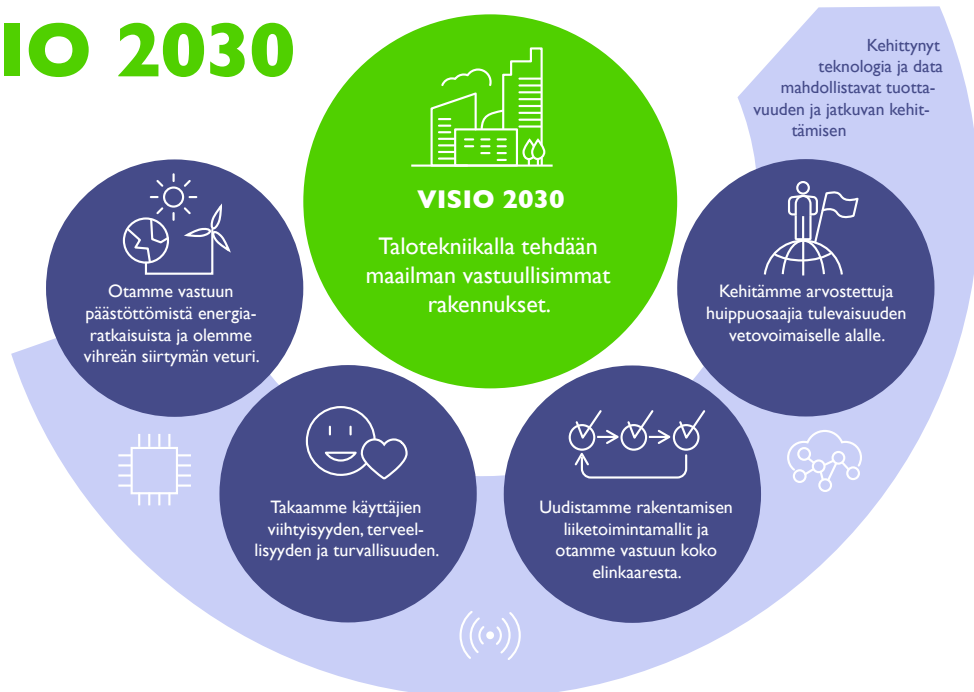 IO 2030
Kehittynyt
teknologia ja data
mahdollistavat tuotta-
vuuden ja jatkuvan kehit-
tämisen
VISIO 2030
Talotekniikalla tehdään
maailman vastuullisimmat
rakennukset.
Otamme vastuun
päästöttömistä energia-
ratkaisuista ja olemme
vihreän siirtymän veturi.
Kehitämme arvostettuja
huippuosaajia tulevaisuuden
vetovoimaiselle alalle.
Takaamme käyttäjien
viihtyisyyden, terveel-
lisyyden ja turvallisuuden.
Uudistamme rakentamisen
liiketoimintamallit ja
otamme vastuun koko
elinkaaresta.